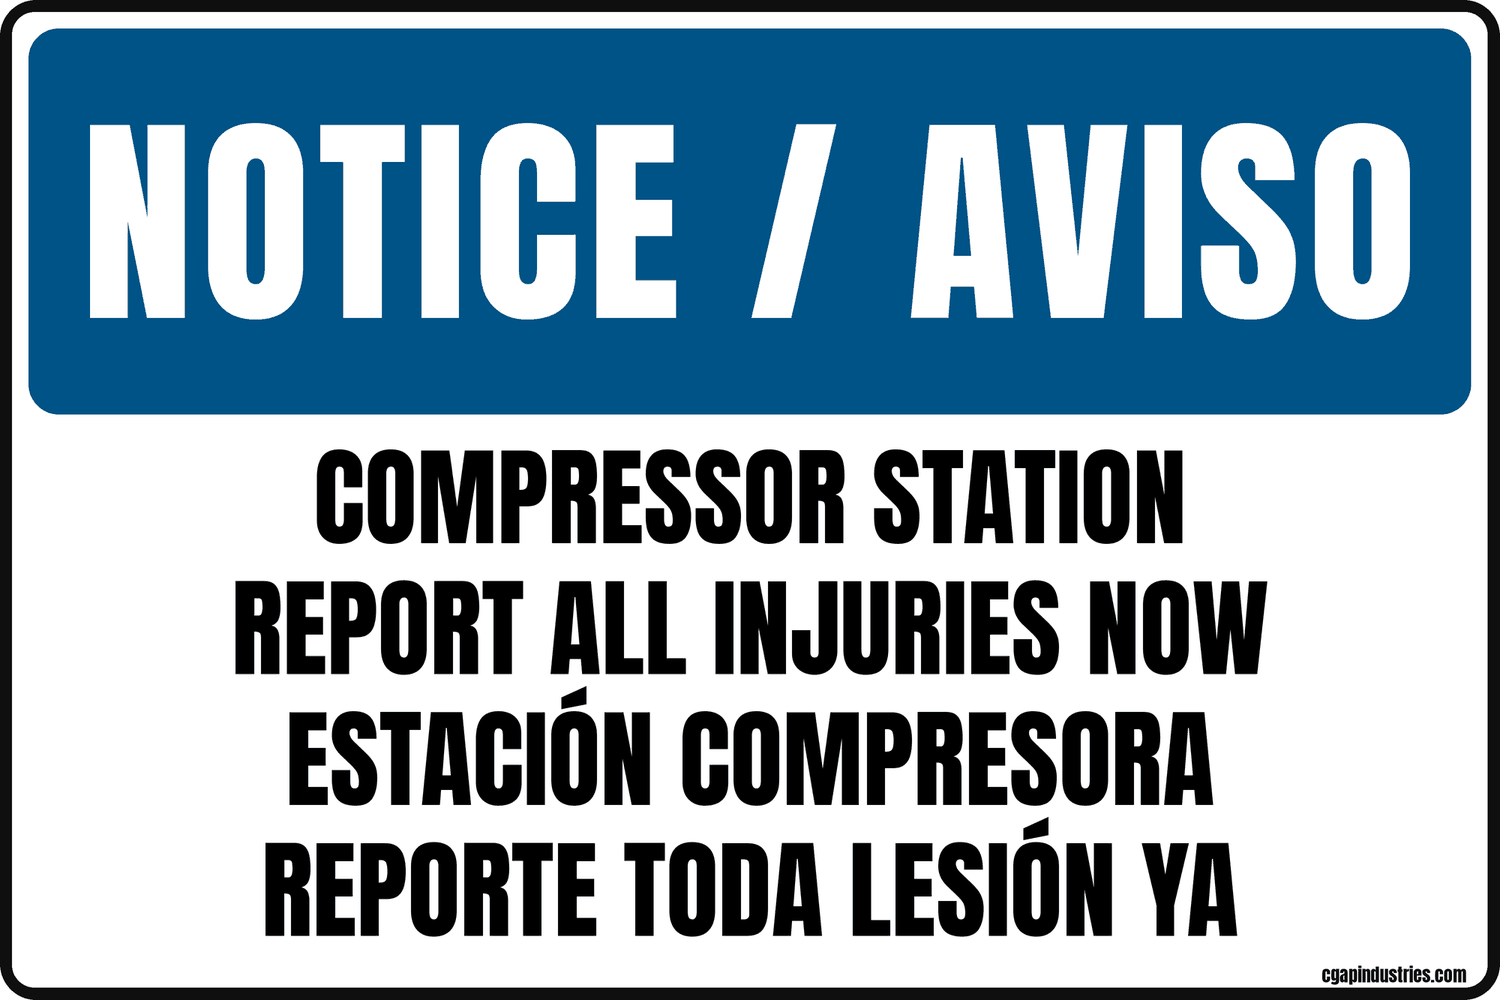 NOTICE / AVISO
COMPRESSOR STATION
REPORT ALL INJURIES NOW
ESTACIÓN COMPRESORA
REPORTE TODA LESIÓN YA
cgapindustries.com